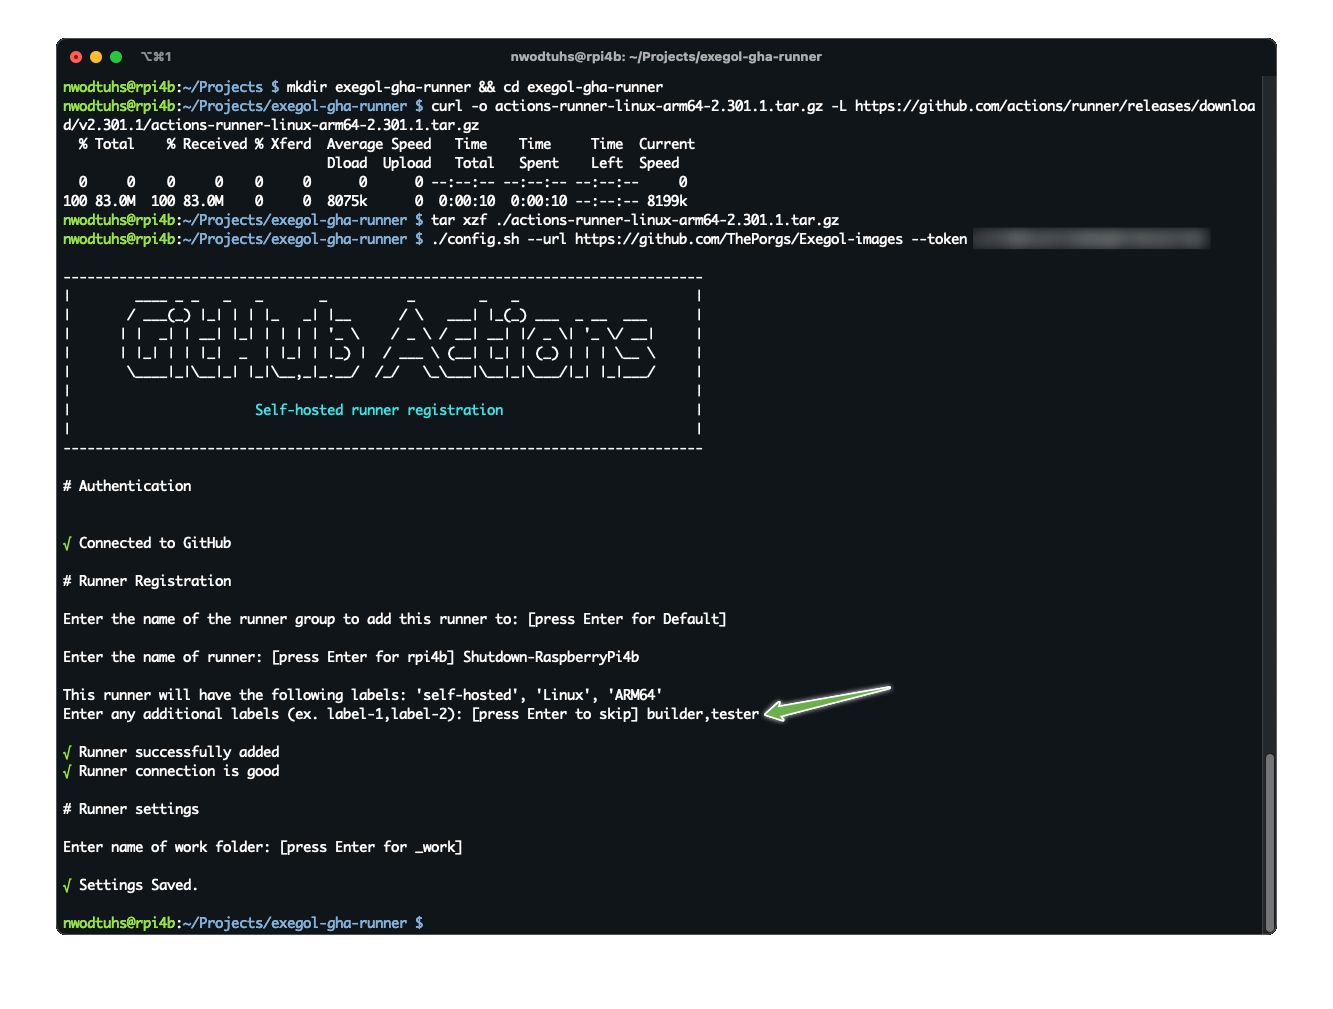 ⌥⌘1 nwodtuhs@rpi4b: ~/Projects/exegol-gha-runner
nwodtuhs@rpi4b:~/Projects $ mkdir exegol-gha-runner && cd exegol-gha-runner
nwodtuhs@rpi4b:~/Projects/exegol-gha-runner $ curl -o actions-runner-linux-arm64-2.301.1.tar.gz -L https://github.com/actions/runner/releases/downloa
d/v2.301.1/actions-runner-linux-arm64-2.301.1.tar.gz
  % Total    % Received % Xferd  Average Speed   Time    Time     Time  Current
                                 Dload  Upload   Total   Spent    Left  Speed
  0     0    0     0    0     0      0      0 --:--:-- --:--:-- --:--:--     0
100 83.0M  100 83.0M    0     0  8075k      0  0:00:10  0:00:10 --:--:-- 8199k
nwodtuhs@rpi4b:~/Projects/exegol-gha-runner $ tar xzf ./actions-runner-linux-arm64-2.301.1.tar.gz
nwodtuhs@rpi4b:~/Projects/exegol-gha-runner $ ./config.sh --url https://github.com/ThePorgs/Exegol-images --token
GitHub Actions
Self-hosted runner registration
# Authentication
√ Connected to GitHub
# Runner Registration
Enter the name of the runner group to add this runner to: [press Enter for Default]
Enter the name of runner: [press Enter for rpi4b] Shutdown-RaspberryPi4b
This runner will have the following labels: 'self-hosted', 'Linux', 'ARM64'
Enter any additional labels (ex. label-1,label-2): [press Enter to skip] builder,tester
√ Runner successfully added
√ Runner connection is good
# Runner settings
Enter name of work folder: [press Enter for _work]
√ Settings Saved.
nwodtuhs@rpi4b:~/Projects/exegol-gha-runner $